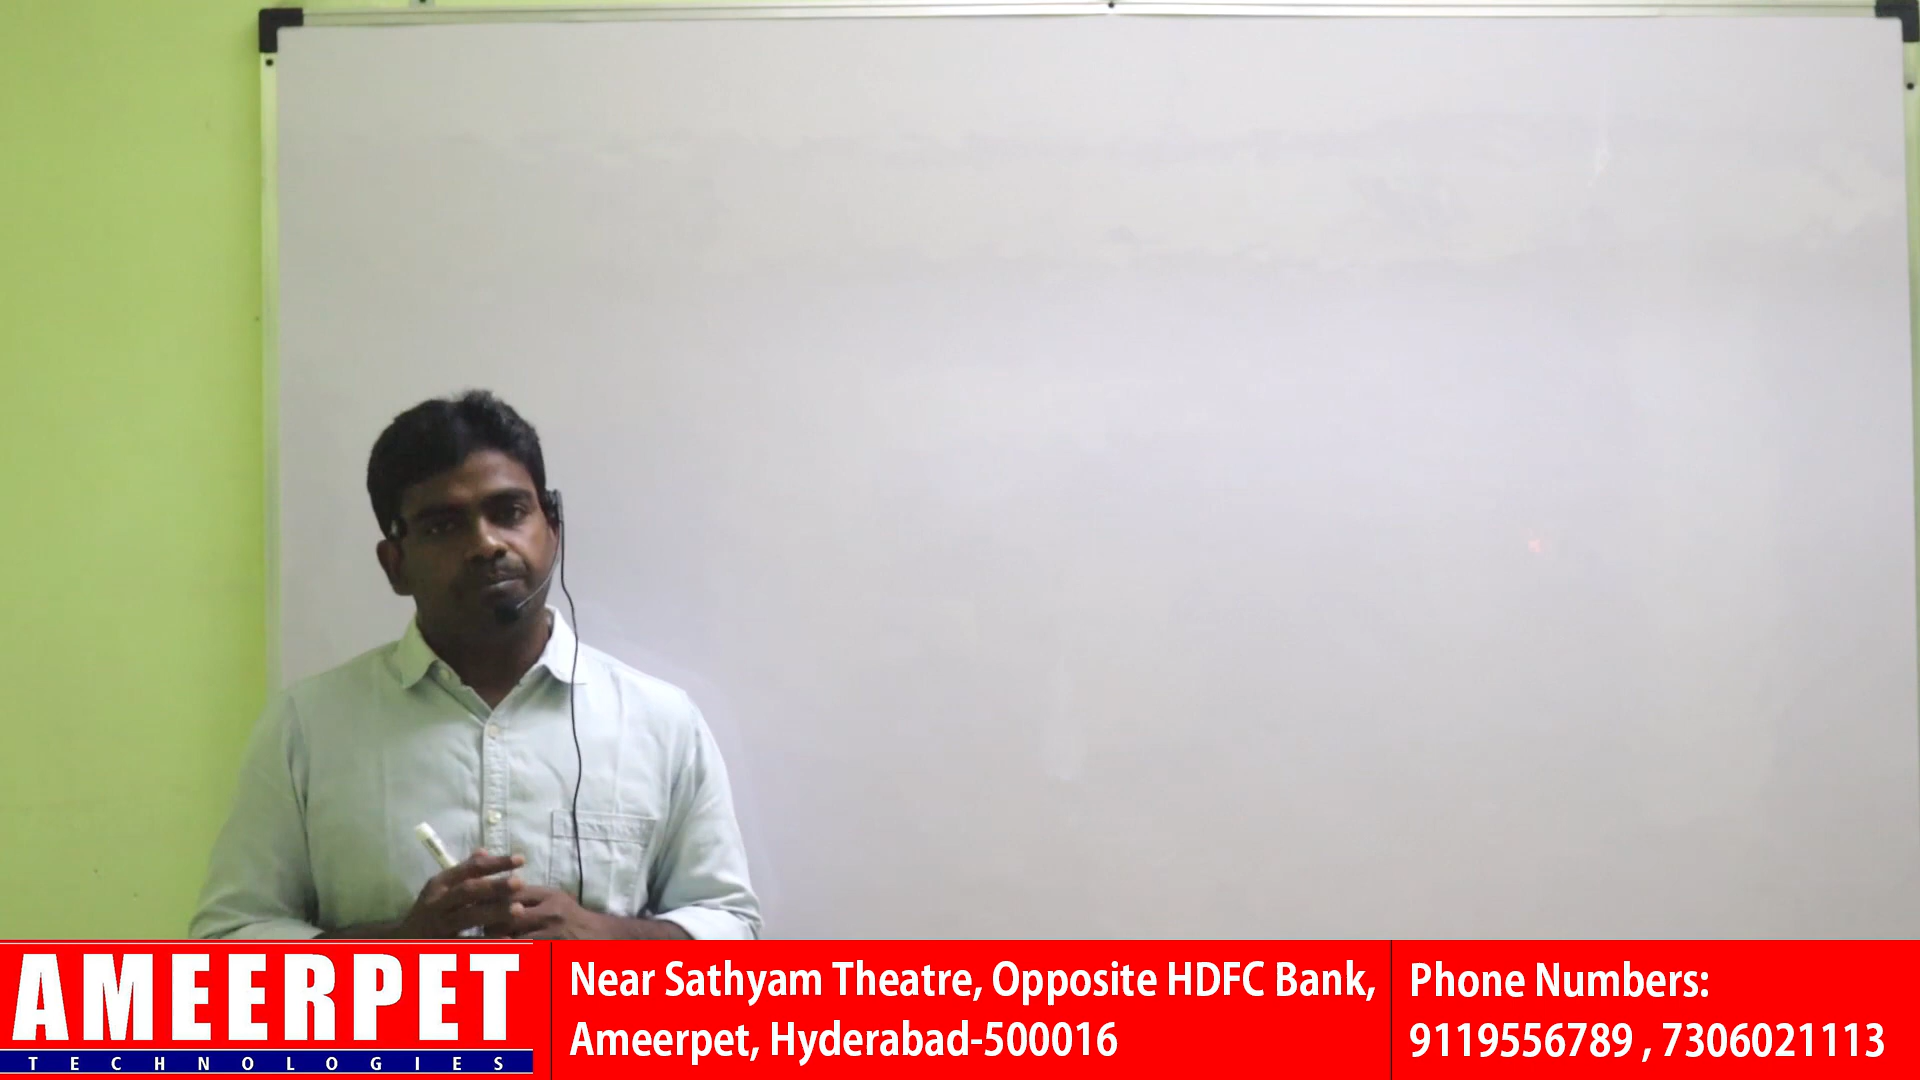 AMEERPET
TECHNOLOGIES
Near Sathyam Theatre, Opposite HDFC Bank,
Ameerpet, Hyderabad-500016
Phone Numbers:
9119556789 , 7306021113